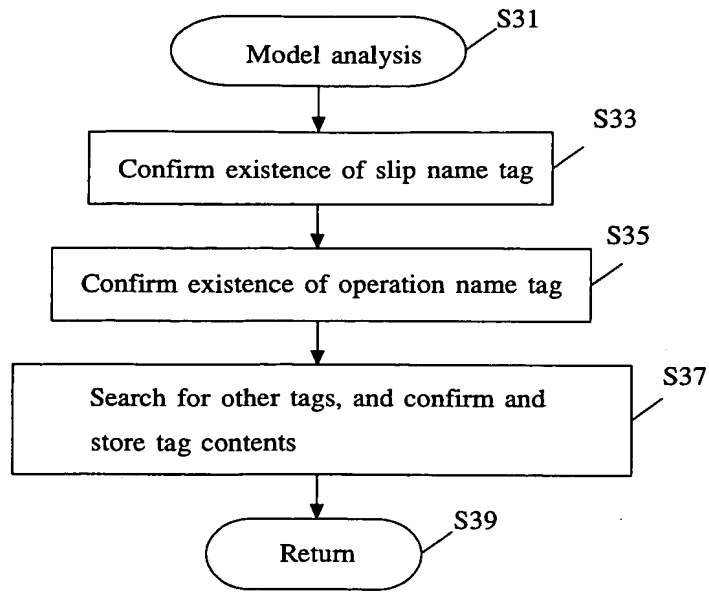 S31
Model analysis
S33
Confirm existence of slip name tag
S35
Confirm existence of operation name tag
S37
Search for other tags, and confirm and
store tag contents
S39
Return